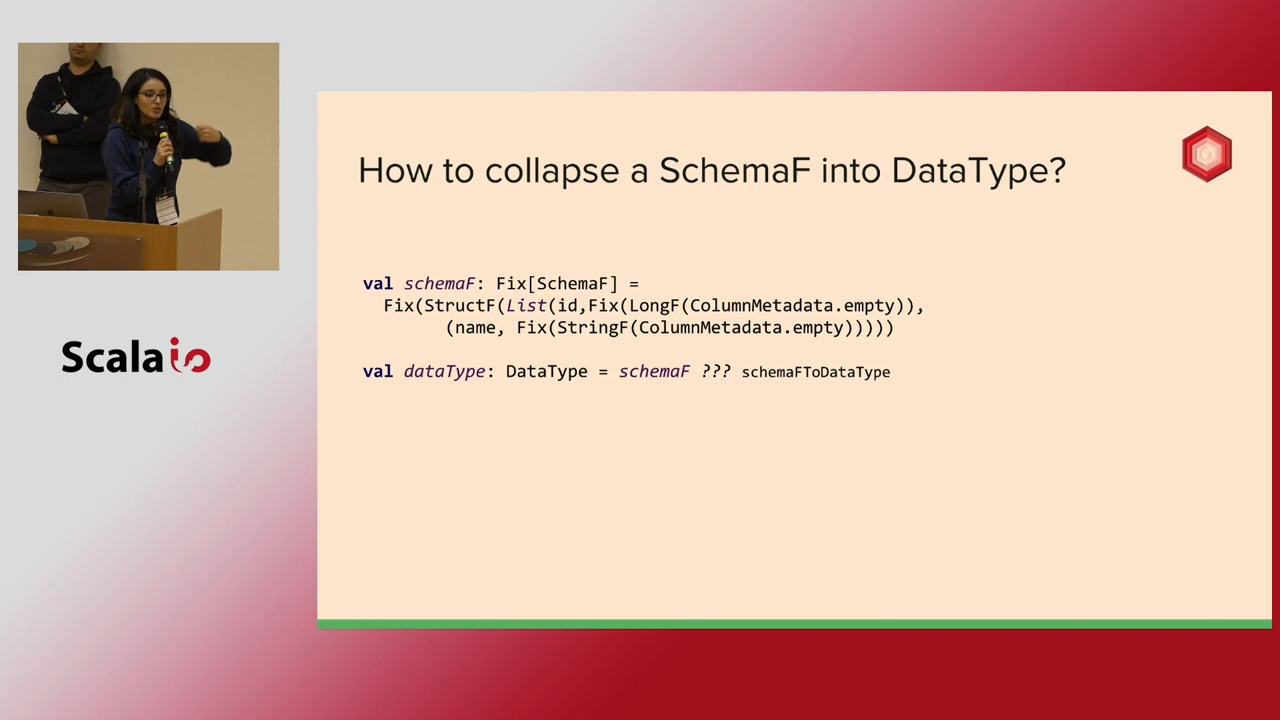 How to collapse a SchemaF into DataType?
val schemaF: Fix[SchemaF] =
Fix(StructF(List(id,Fix(LongF(ColumnMetadata.empty)),
(name, Fix(StringF(ColumnMetadata.empty)))))
val dataType: DataType = schemaF ??? schemaFToDataType
Scala io